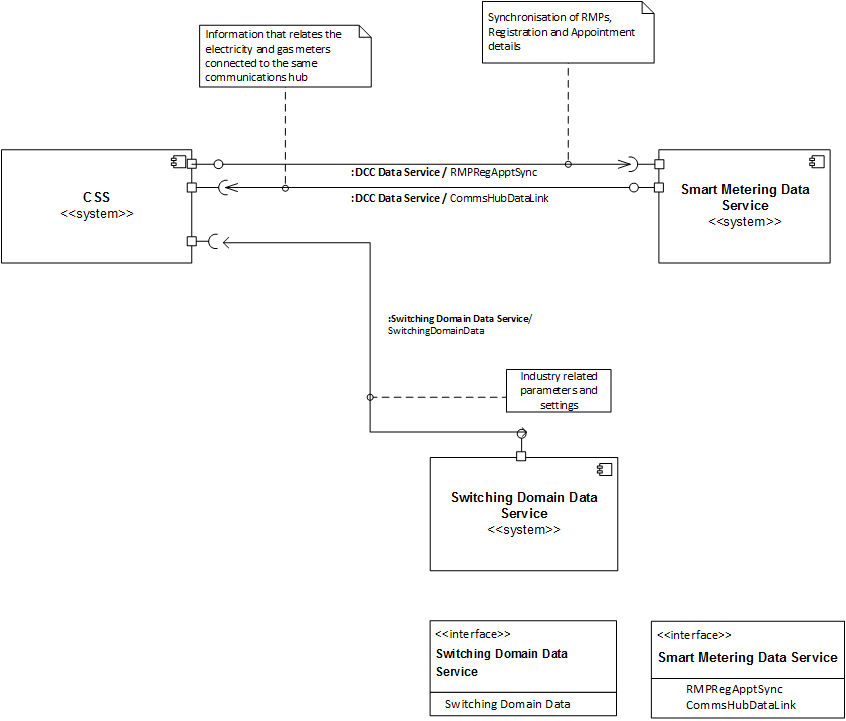 Synchronisation of RMPs,
Registration and Appointment
details
Information that relates the
electricity and gas meters
connected to the same
communications hub
:DCC Data Service / RMPRegApptSync
:DCC Data Service / CommsHubDataLink
CSS
<<system>>
Smart Metering Data
Service
<<system>>
:Switching Domain Data Service/
SwitchingDomainData
Industry related
parameters and
settings
Switching Domain Data
Service
<<system>>
<<interface>>
Switching Domain Data
Service
Switching Domain Data
<<interface>>
Smart Metering Data Service
RMPRegApptSync
CommsHubDataLink